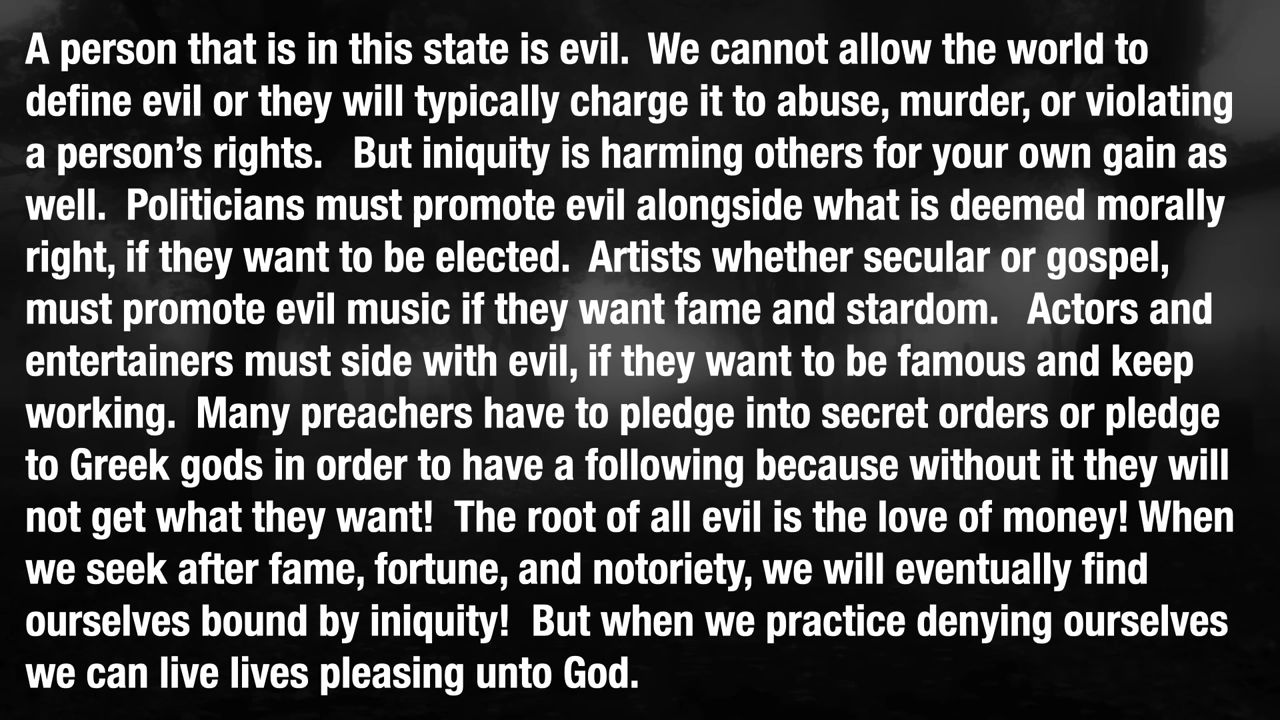 A person that is in this state is evil.  We cannot allow the world to
define evil or they will typically charge it to abuse, murder, or violating
a person’s rights.   But iniquity is harming others for your own gain as
well.  Politicians must promote evil alongside what is deemed morally
right, if they want to be elected.  Artists whether secular or gospel,
must promote evil music if they want fame and stardom.   Actors and
entertainers must side with evil, if they want to be famous and keep
working.  Many preachers have to pledge into secret orders or pledge
to Greek gods in order to have a following because without it they will
not get what they want!  The root of all evil is the love of money! When
we seek after fame, fortune, and notoriety, we will eventually find
ourselves bound by iniquity!  But when we practice denying ourselves
we can live lives pleasing unto God.